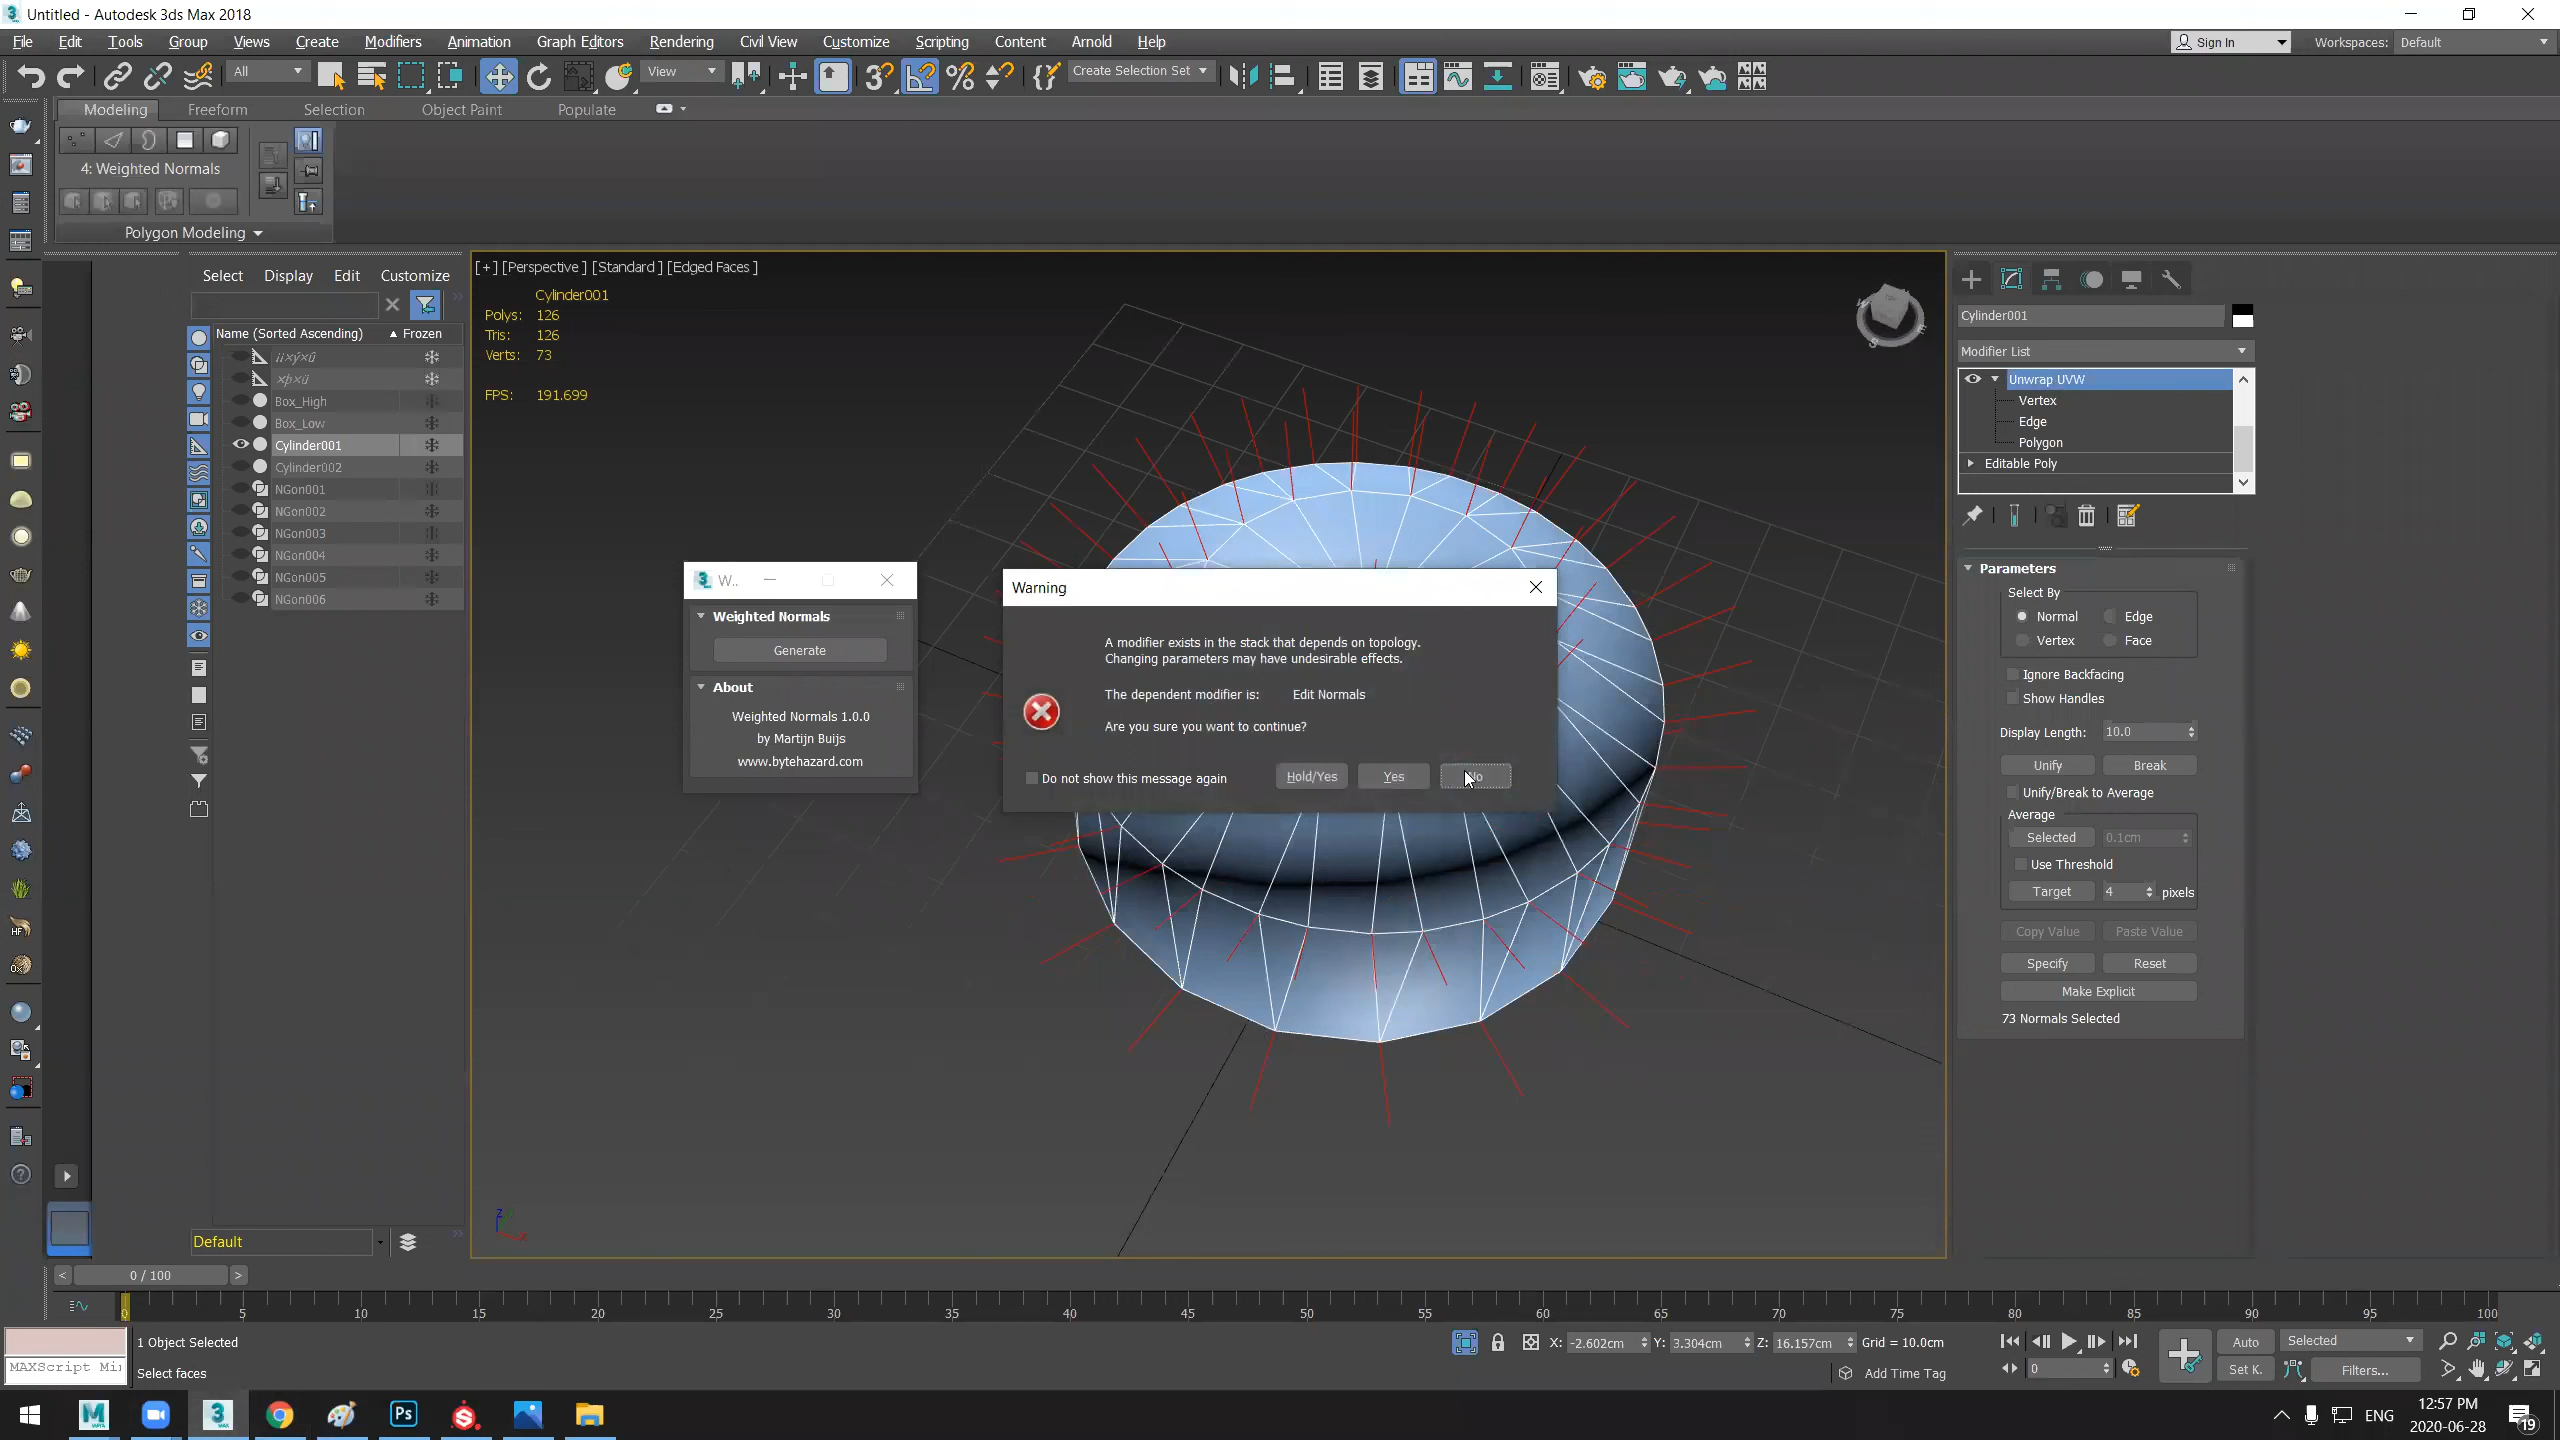 Untitled - Autodesk 3ds Max 2018
File Edit Tools Group Views Create Modifiers Animation Graph Editors Rendering Civil View Customize Scripting Content Arnold Help
Sign In Workspaces: Default
All View Create Selection Set
Modeling Freeform Selection Object Paint Populate
4: Weighted Normals
Polygon Modeling
Select Display Edit Customize
Name (Sorted Ascending) Frozen
Box_High
Box_Low
Cylinder001
Cylinder002
NGon001
NGon002
NGon003
NGon004
NGon005
NGon006
Default
[+] [Perspective ] [Standard ] [Edged Faces ]
Cylinder001
Polys: 126
Tris: 126
Verts: 73
FPS: 191.699
W..
Weighted Normals
Generate
About
Weighted Normals 1.0.0
by Martijn Buijs
www.bytehazard.com
Warning
A modifier exists in the stack that depends on topology.
Changing parameters may have undesirable effects.
The dependent modifier is: Edit Normals
Are you sure you want to continue?
Do not show this message again
Hold/Yes Yes No
Cylinder001
Modifier List
Unwrap UVW
Vertex
Edge
Polygon
Editable Poly
Parameters
Select By
Normal Edge
Vertex Face
Ignore Backfacing
Show Handles
Display Length: 10.0
Unify Break
Unify/Break to Average
Average
Selected 0.1cm
Use Threshold
Target 4 pixels
Copy Value Paste Value
Specify Reset
Make Explicit
73 Normals Selected
< 0 / 100 >
0 5 10 15 20 25 30 35 40 45 50 55 60 65 70 75 80 85 90 95 100
1 Object Selected
X: -2.602cm Y: 3.304cm Z: 16.157cm Grid = 10.0cm
Auto Selected
MAXScript Mi
Select faces
Add Time Tag
0
Set K. Filters...
ENG
12:57 PM
2020-06-28
19